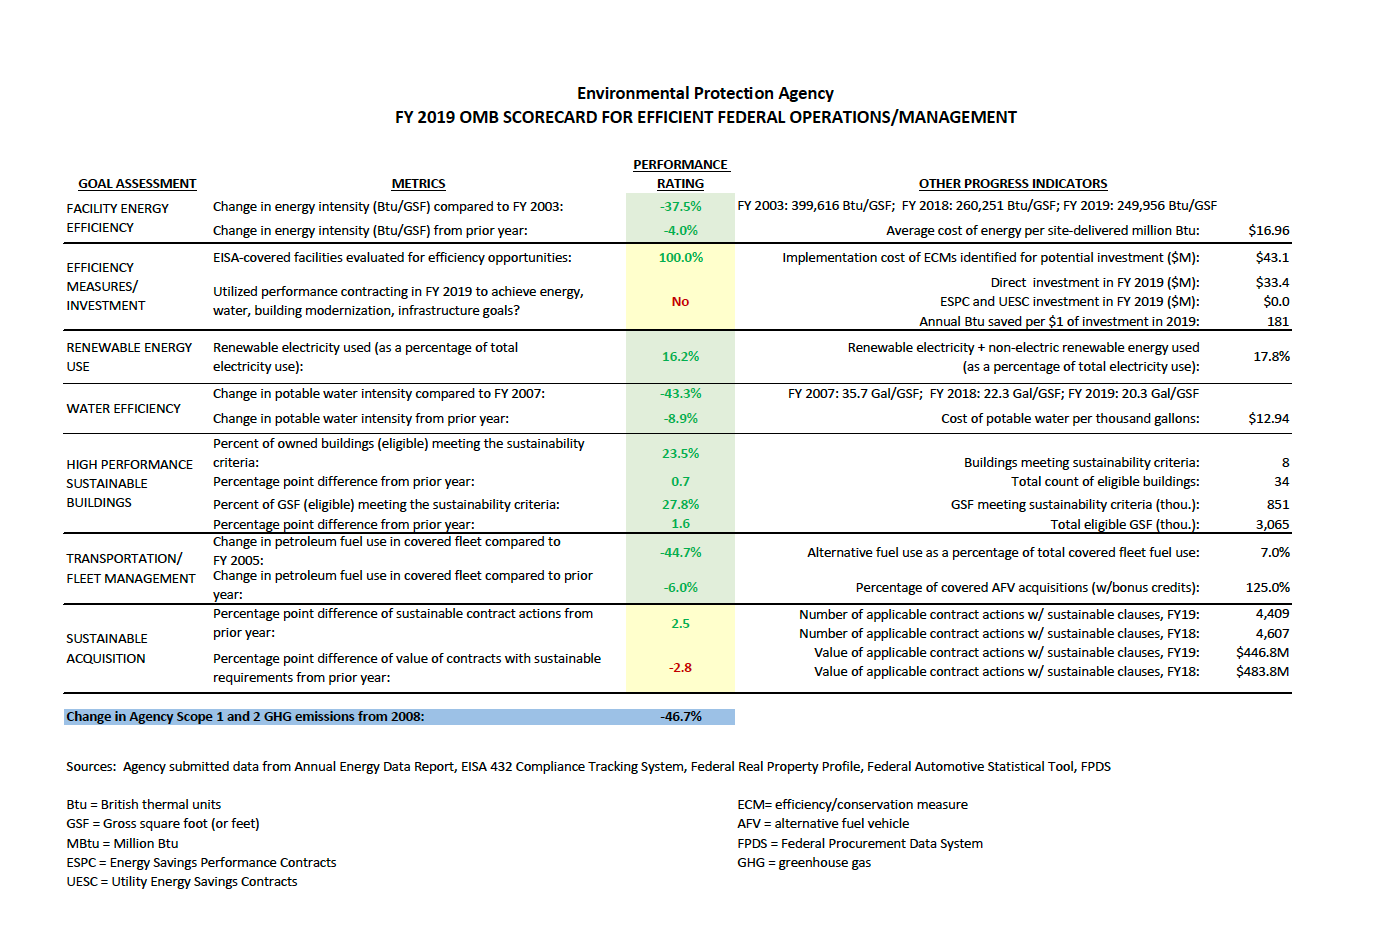 Environmental Protection Agency
FY 2019 OMB SCORECARD FOR EFFICIENT FEDERAL OPERATIONS/MANAGEMENT
GOAL ASSESSMENT METRICS PERFORMANCE RATING OTHER PROGRESS INDICATORS
FACILITY ENERGY EFFICIENCY
Change in energy intensity (Btu/GSF) compared to FY 2003: -37.5% FY 2003: 399,616 Btu/GSF; FY 2018: 260,251 Btu/GSF; FY 2019: 249,956 Btu/GSF
Change in energy intensity (Btu/GSF) from prior year: -4.0% Average cost of energy per site-delivered million Btu: $16.96
EFFICIENCY MEASURES/ INVESTMENT
EISA-covered facilities evaluated for efficiency opportunities: 100.0% Implementation cost of ECMs identified for potential investment ($M): $43.1
Utilized performance contracting in FY 2019 to achieve energy,
water, building modernization, infrastructure goals? No
Direct investment in FY 2019 ($M): $33.4
ESPC and UESC investment in FY 2019 ($M): $0.0
Annual Btu saved per $1 of investment in 2019: 181
RENEWABLE ENERGY USE
Renewable electricity used (as a percentage of total
electricity use): 16.2%
Renewable electricity + non-electric renewable energy used
(as a percentage of total electricity use): 17.8%
WATER EFFICIENCY
Change in potable water intensity compared to FY 2007: -43.3% FY 2007: 35.7 Gal/GSF; FY 2018: 22.3 Gal/GSF; FY 2019: 20.3 Gal/GSF
Change in potable water intensity from prior year: -8.9% Cost of potable water per thousand gallons: $12.94
HIGH PERFORMANCE SUSTAINABLE BUILDINGS
Percent of owned buildings (eligible) meeting the sustainability
criteria: 23.5% Buildings meeting sustainability criteria: 8
Percentage point difference from prior year: 0.7 Total count of eligible buildings: 34
Percent of GSF (eligible) meeting the sustainability criteria: 27.8% GSF meeting sustainability criteria (thou.): 851
Percentage point difference from prior year: 1.6 Total eligible GSF (thou.): 3,065
TRANSPORTATION/ FLEET MANAGEMENT
Change in petroleum fuel use in covered fleet compared to
FY 2005: -44.7% Alternative fuel use as a percentage of total covered fleet fuel use: 7.0%
Change in petroleum fuel use in covered fleet compared to prior
year: -6.0% Percentage of covered AFV acquisitions (w/bonus credits): 125.0%
SUSTAINABLE ACQUISITION
Percentage point difference of sustainable contract actions from
prior year: 2.5
Number of applicable contract actions w/ sustainable clauses, FY19: 4,409
Number of applicable contract actions w/ sustainable clauses, FY18: 4,607
Percentage point difference of value of contracts with sustainable
requirements from prior year: -2.8
Value of applicable contract actions w/ sustainable clauses, FY19: $446.8M
Value of applicable contract actions w/ sustainable clauses, FY18: $483.8M
Change in Agency Scope 1 and 2 GHG emissions from 2008: -46.7%
Sources: Agency submitted data from Annual Energy Data Report, EISA 432 Compliance Tracking System, Federal Real Property Profile, Federal Automotive Statistical Tool, FPDS
Btu = British thermal units
GSF = Gross square foot (or feet)
MBtu = Million Btu
ESPC = Energy Savings Performance Contracts
UESC = Utility Energy Savings Contracts
ECM= efficiency/conservation measure
AFV = alternative fuel vehicle
FPDS = Federal Procurement Data System
GHG = greenhouse gas